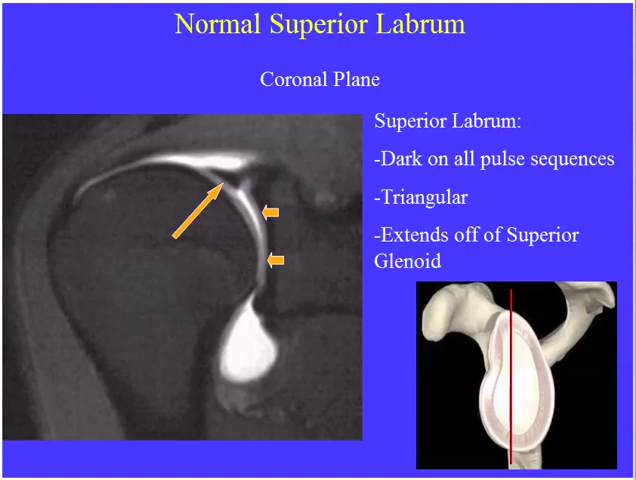 Normal Superior Labrum
Coronal Plane
Superior Labrum:
-Dark on all pulse sequences
-Triangular
-Extends off of Superior
Glenoid